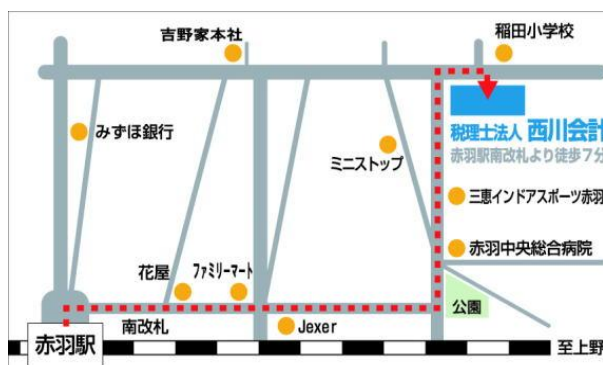 吉野家本社
稲田小学校
みずほ銀行
ミニストップ
税理士法人 西川会計
赤羽駅南改札より徒歩7分
三恵インドアスポーツ赤羽
赤羽中央総合病院
花屋
ファミリーマート
公園
南改札
Jexer
赤羽駅
至上野